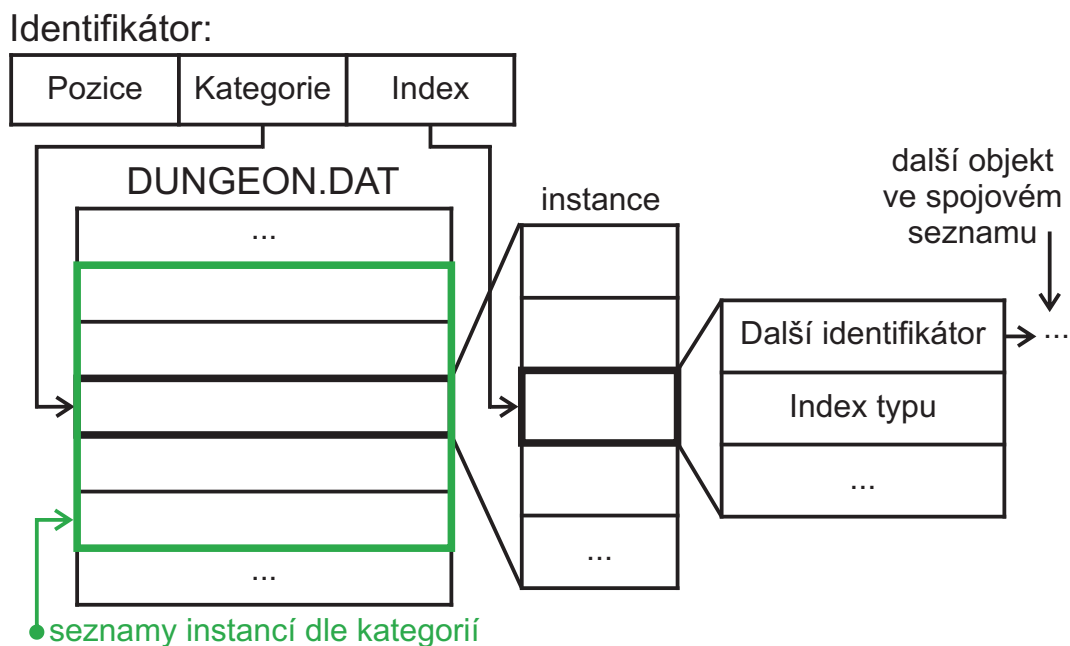 Identifikátor:
Pozice Kategorie Index
DUNGEON.DAT
...
...
seznamy instancí dle kategorií
instance
...
další objekt
ve spojovém
seznamu
Další identifikátor
...
Index typu
...